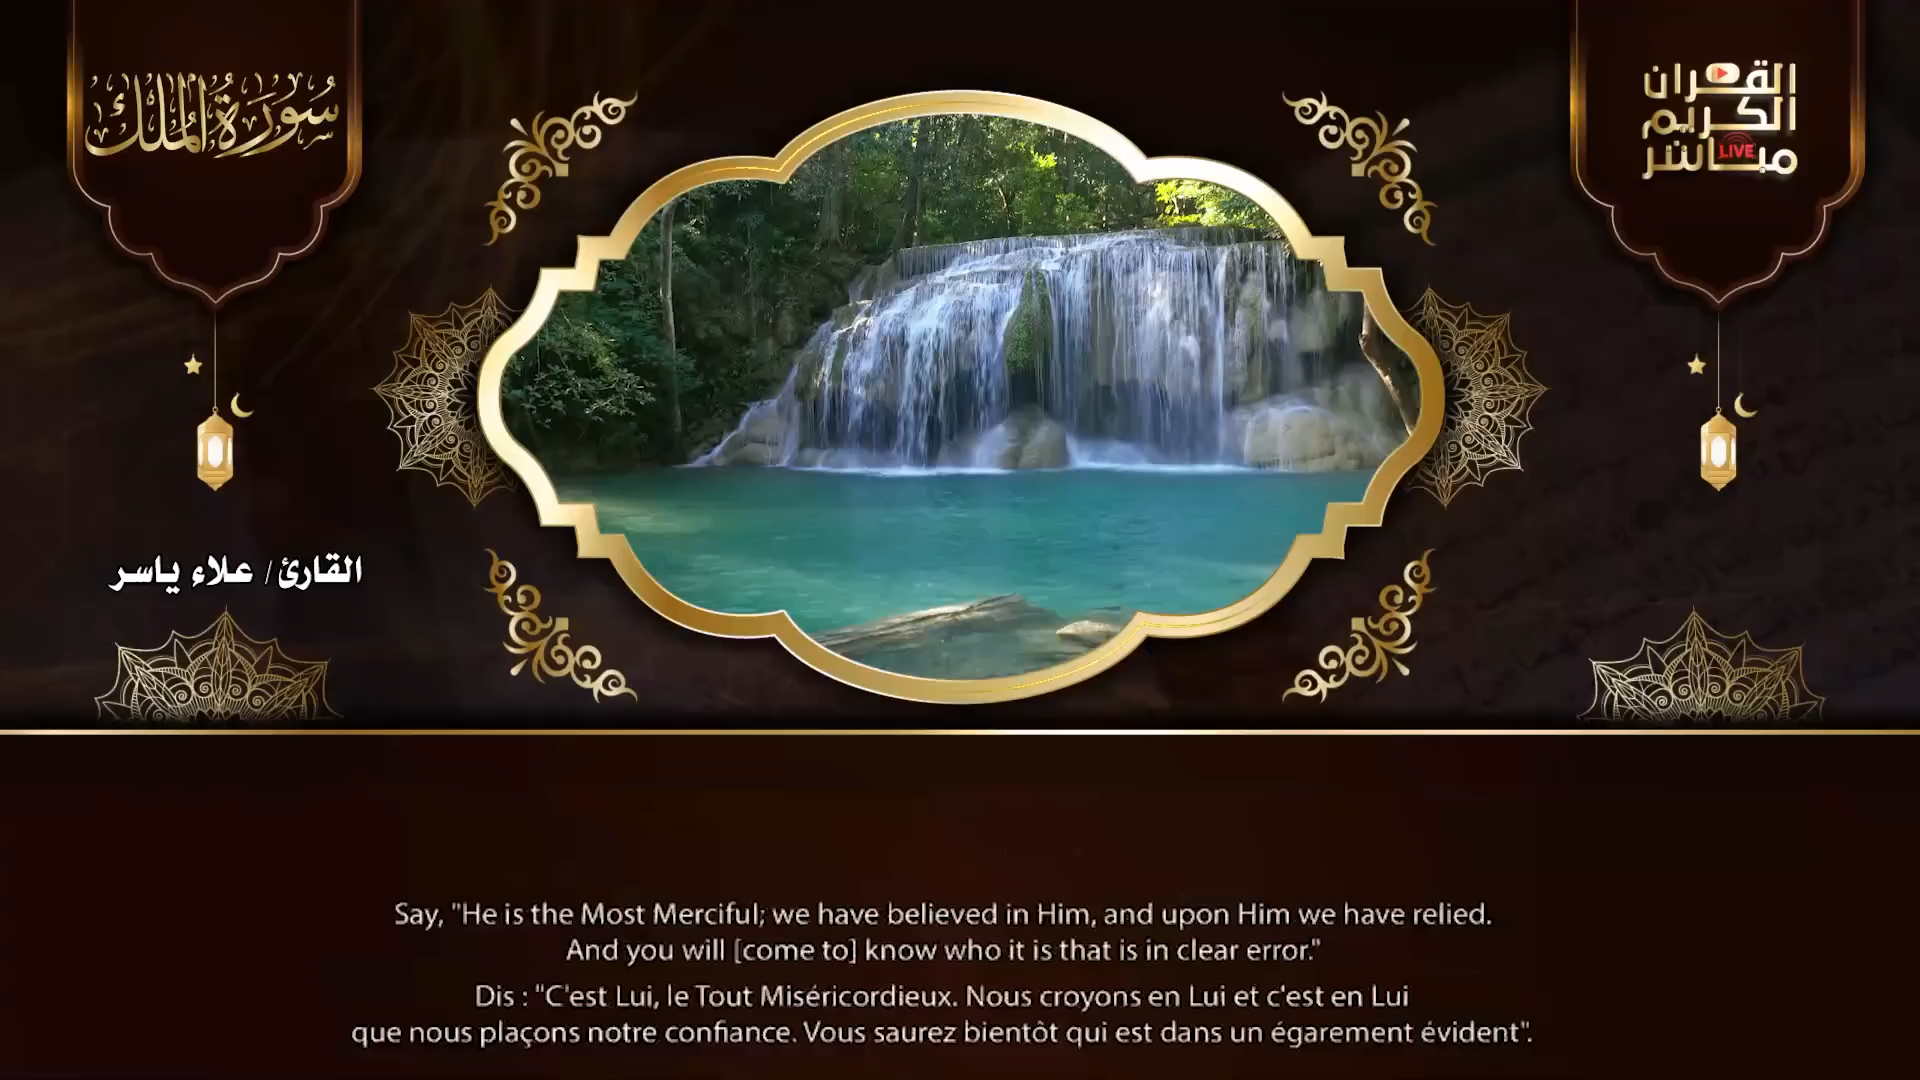 سُورَةُ المُلك
القرآن
الكريم
مباشر
LIVE
القارئ / علاء ياسر
Say, "He is the Most Merciful; we have believed in Him, and upon Him we have relied.
And you will [come to] know who it is that is in clear error."
Dis : "C'est Lui, le Tout Miséricordieux. Nous croyons en Lui et c'est en Lui
que nous plaçons notre confiance. Vous saurez bientôt qui est dans un égarement évident".